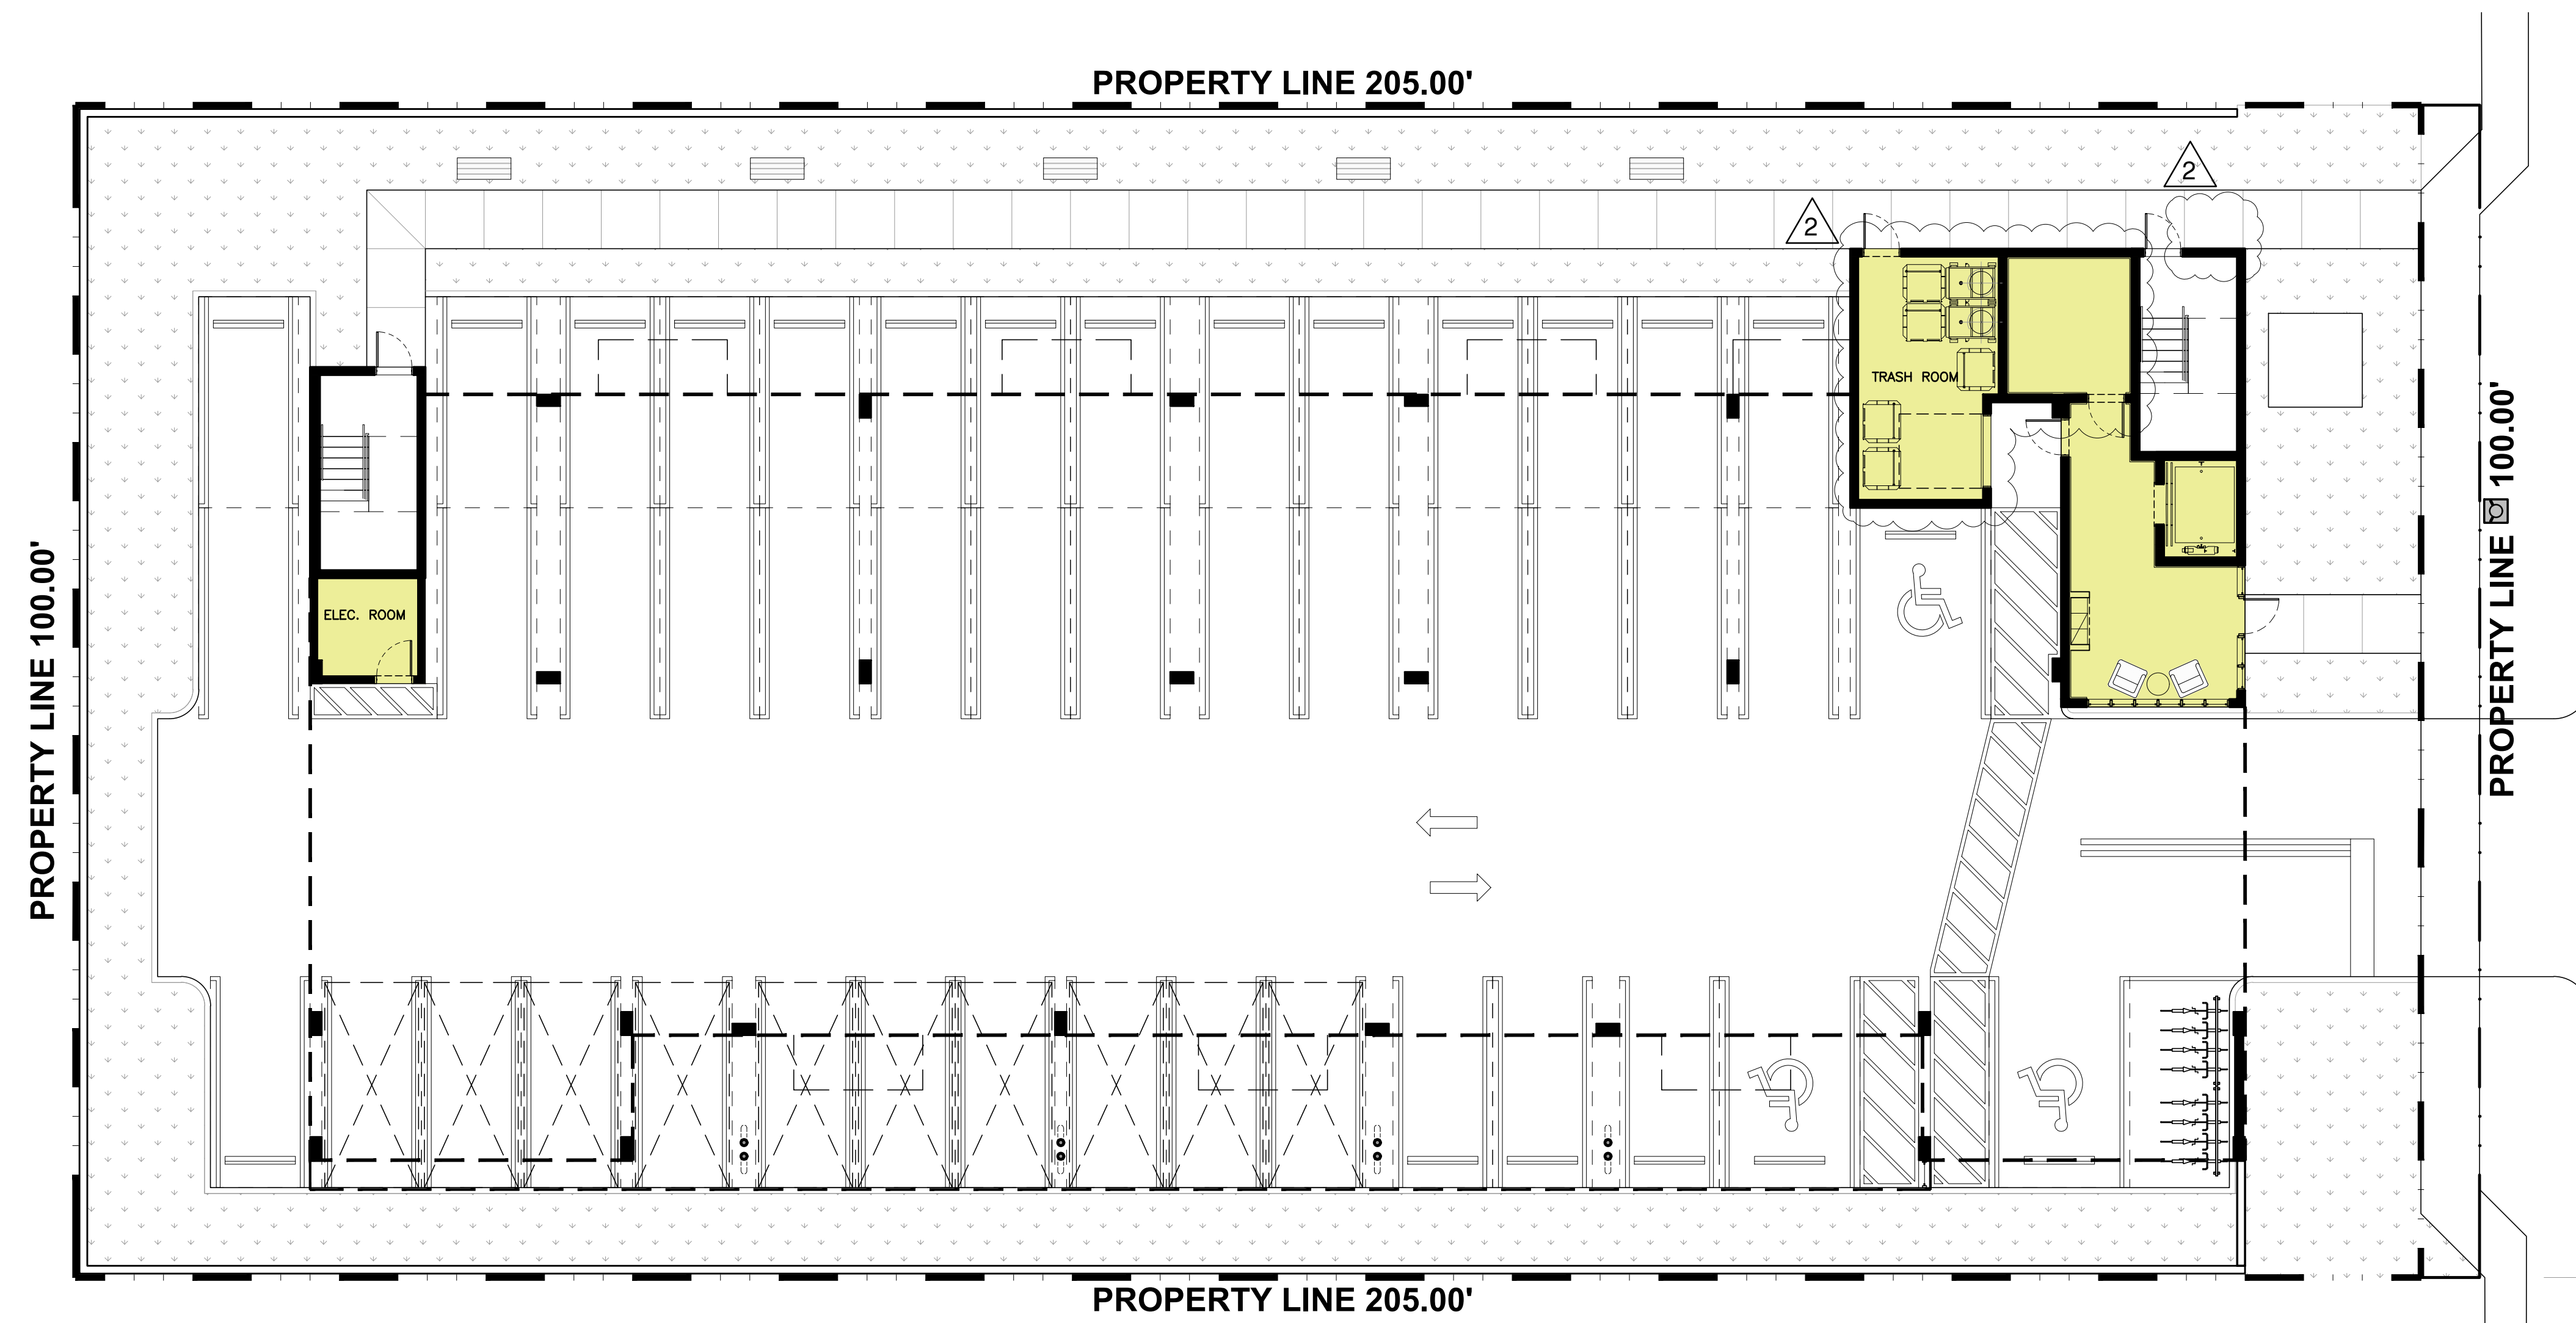 PROPERTY LINE 205.00'
2
2
TRASH ROOM
PROPERTY LINE 100.00'
PROPERTY LINE 100.00'
ELEC. ROOM
PROPERTY LINE 205.00'